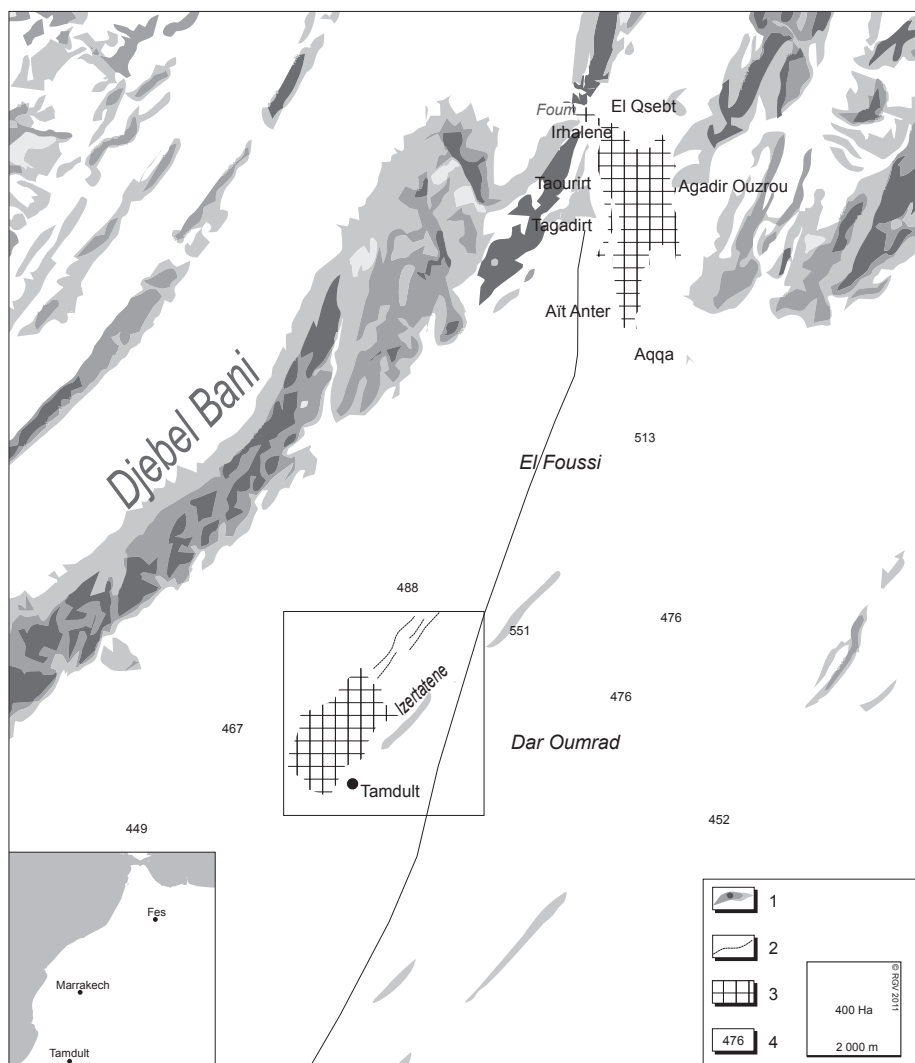 Foum
El Qsebt
Irhalene
Taourirt
Agadir Ouzrou
Tagadirt
Aït Anter
Aqqa
Djebel Bani
513
El Foussi
488
551
476
Izertatene
476
467
Dar Oumrad
Tamdult
449
452
Fes
Marrakech
Tamdult
1
2
3
476
4
400 Ha
2 000 m
© RGV 2011